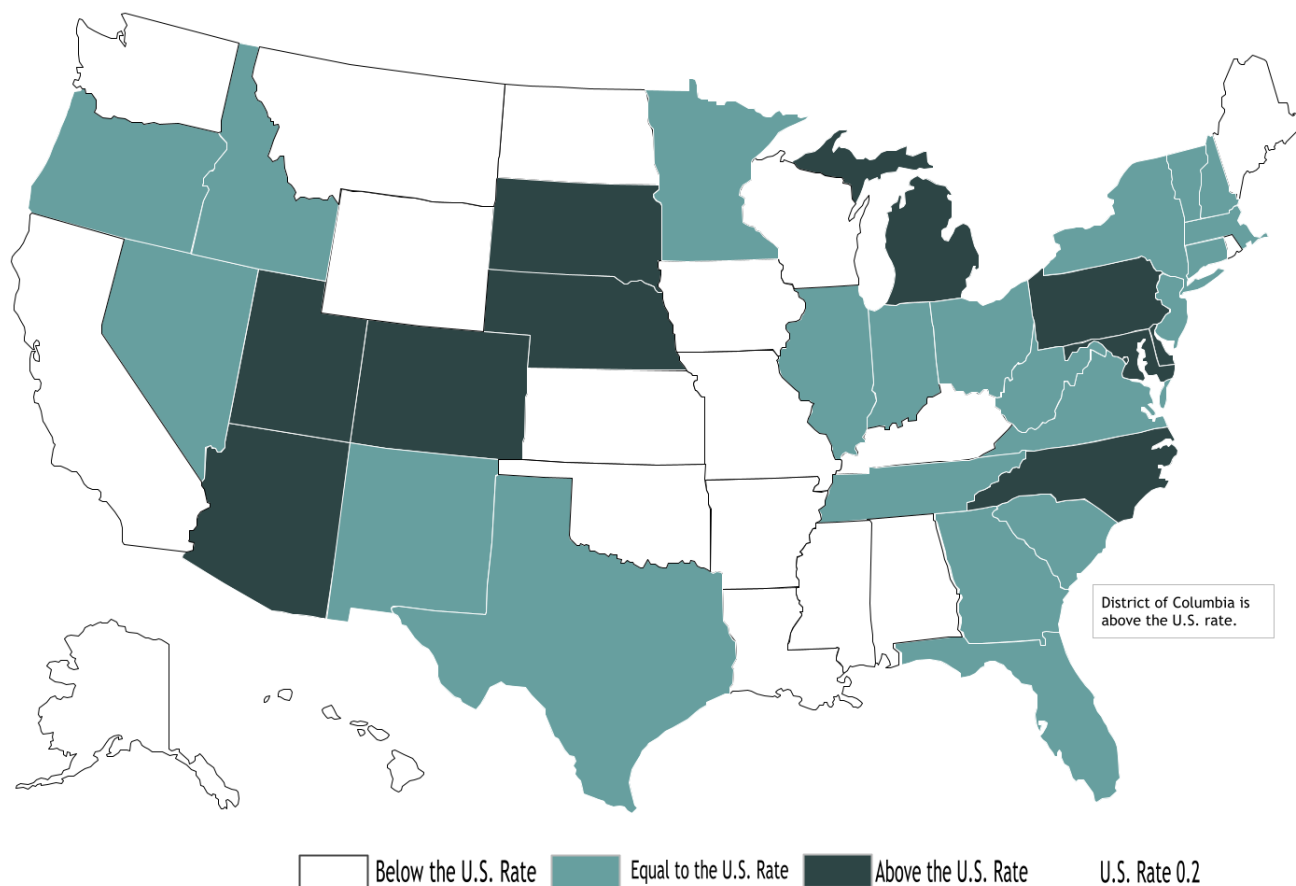 District of Columbia is
above the U.S. rate.
Below the U.S. Rate
Equal to the U.S. Rate
Above the U.S. Rate
U.S. Rate 0.2